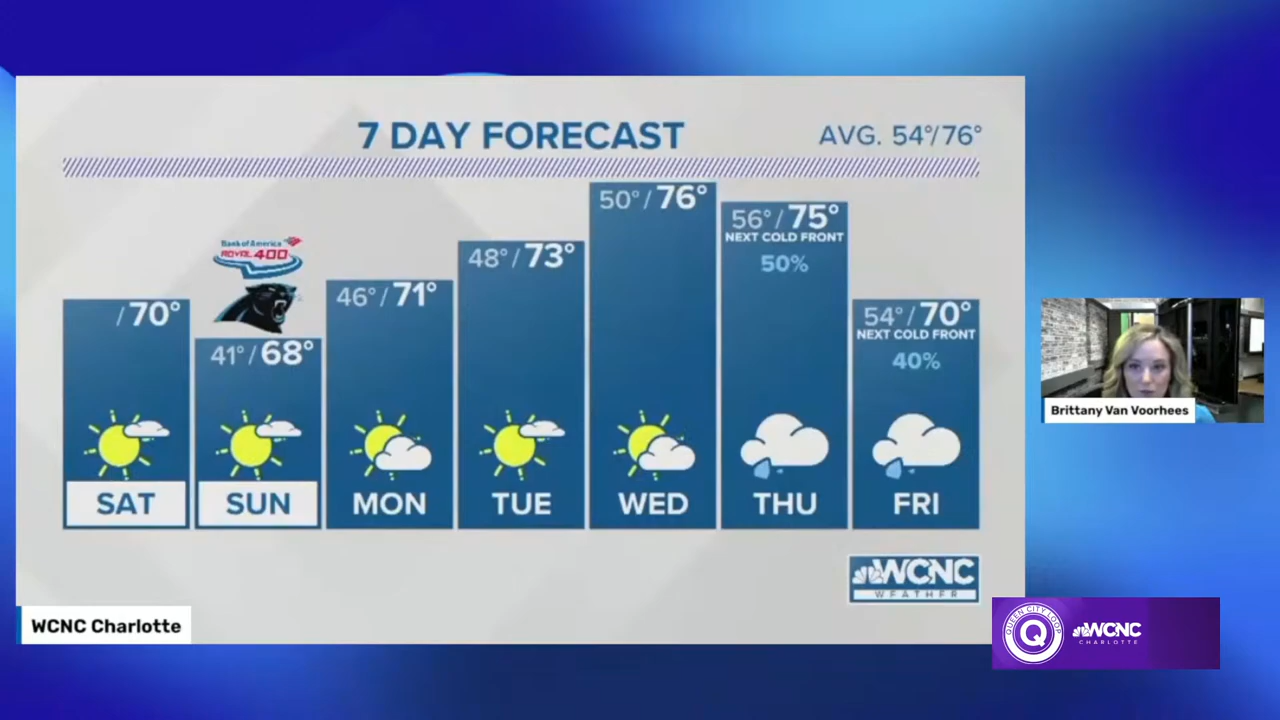 7 DAY FORECAST
AVG. 54°/76°
/ 70°
SAT
Bank of America
ROVAL 400
41° / 68°
SUN
46° / 71°
MON
48° / 73°
TUE
50° / 76°
WED
56° / 75°
NEXT COLD FRONT
50%
THU
54° / 70°
NEXT COLD FRONT
40%
FRI
WCNC
WEATHER
WCNC Charlotte
Brittany Van Voorhees
QUEEN CITY LOOP
Q
WCNC
CHARLOTTE